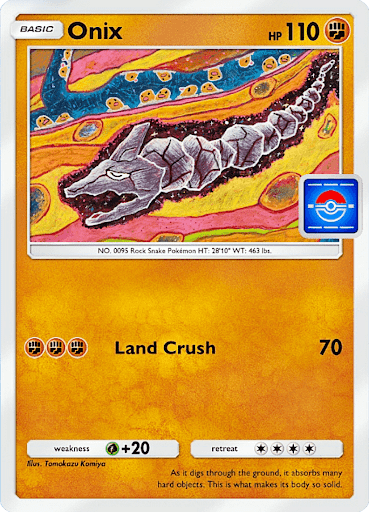 BASIC Onix HP 110
NO. 0095 Rock Snake Pokémon HT: 28'10" WT: 463 lbs.
Land Crush 70
weakness +20 retreat
Illus. Tomokazu Komiya
As it digs through the ground, it absorbs many
hard objects. This is what makes its body so solid.